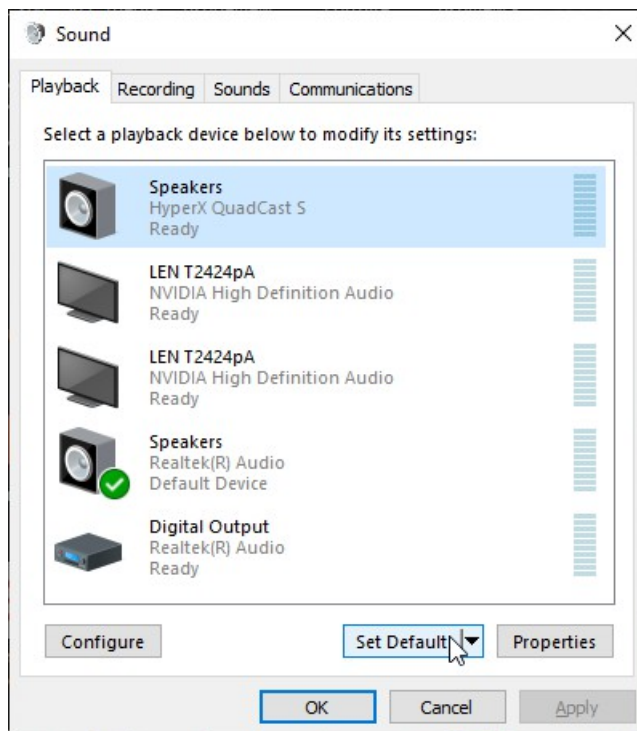 Sound
Playback Recording Sounds Communications
Select a playback device below to modify its settings:
Speakers
HyperX QuadCast S
Ready
LEN T2424pA
NVIDIA High Definition Audio
Ready
LEN T2424pA
NVIDIA High Definition Audio
Ready
Speakers
Realtek(R) Audio
Default Device
Digital Output
Realtek(R) Audio
Ready
Configure Set Default Properties
OK Cancel Apply